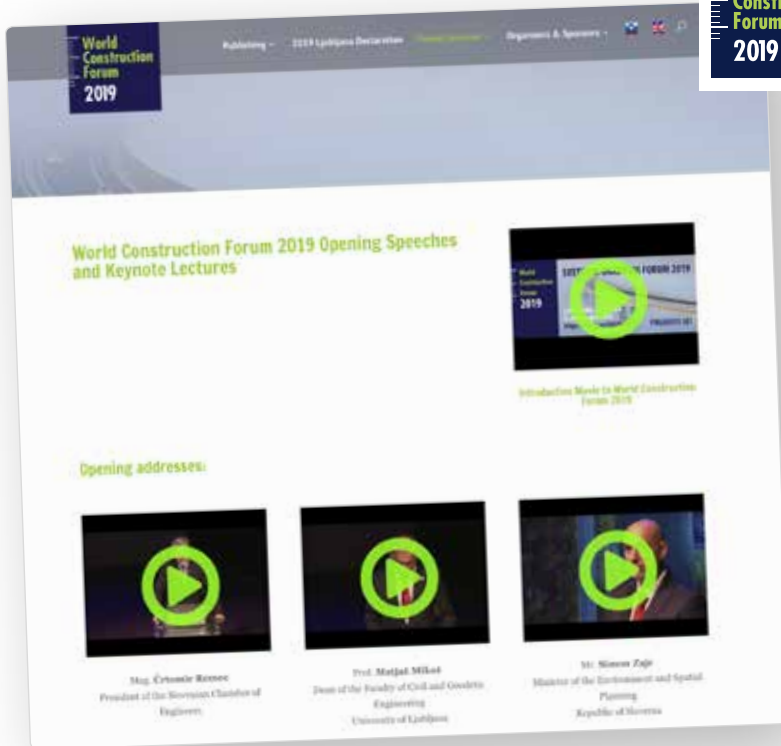 Constr
Forum
2019
World
Construction
Forum
2019
Publishing
2019 Ljubljana Declaration
Organisers & Sponsors
World Construction Forum 2019 Opening Speeches
and Keynote Lectures
World
Construction
Forum
2019
FORUM 2019
Introduction Movie to World Construction
Forum 2019
Opening addresses:
Mag. Črtomir Remec
President of the Slovenian Chamber of
Engineers
Prof. Matjaž Mikoš
Dean of the Faculty of Civil and Geodetic
Engineering
University of Ljubljana
Mr. Simon Zajc
Minister of the Environment and Spatial
Planning
Republic of Slovenia